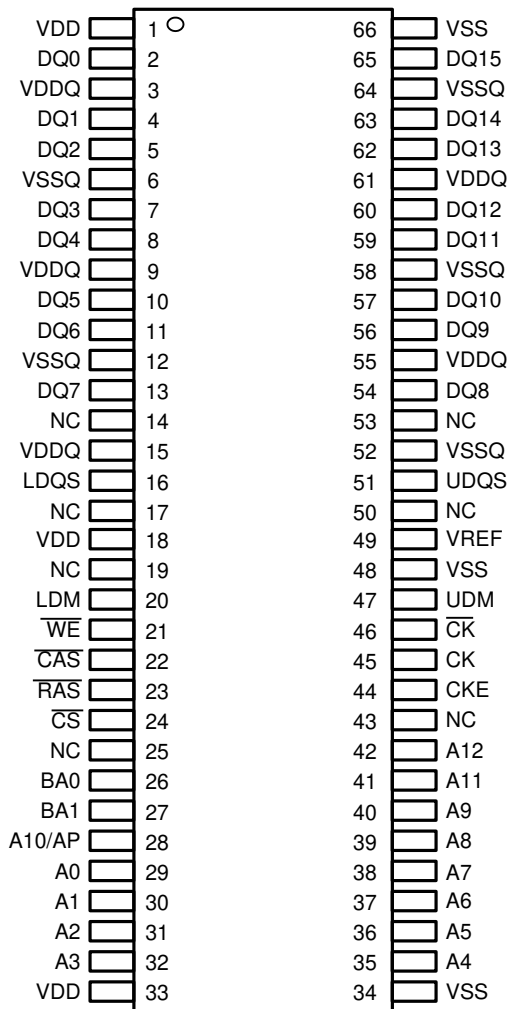 VDD 1 66 VSS
DQ0 2 65 DQ15
VDDQ 3 64 VSSQ
DQ1 4 63 DQ14
DQ2 5 62 DQ13
VSSQ 6 61 VDDQ
DQ3 7 60 DQ12
DQ4 8 59 DQ11
VDDQ 9 58 VSSQ
DQ5 10 57 DQ10
DQ6 11 56 DQ9
VSSQ 12 55 VDDQ
DQ7 13 54 DQ8
NC 14 53 NC
VDDQ 15 52 VSSQ
LDQS 16 51 UDQS
NC 17 50 NC
VDD 18 49 VREF
NC 19 48 VSS
LDM 20 47 UDM
W̅E̅ 21 46 C̅K̅
C̅A̅S̅ 22 45 CK
R̅A̅S̅ 23 44 CKE
C̅S̅ 24 43 NC
NC 25 42 A12
BA0 26 41 A11
BA1 27 40 A9
A10/AP 28 39 A8
A0 29 38 A7
A1 30 37 A6
A2 31 36 A5
A3 32 35 A4
VDD 33 34 VSS